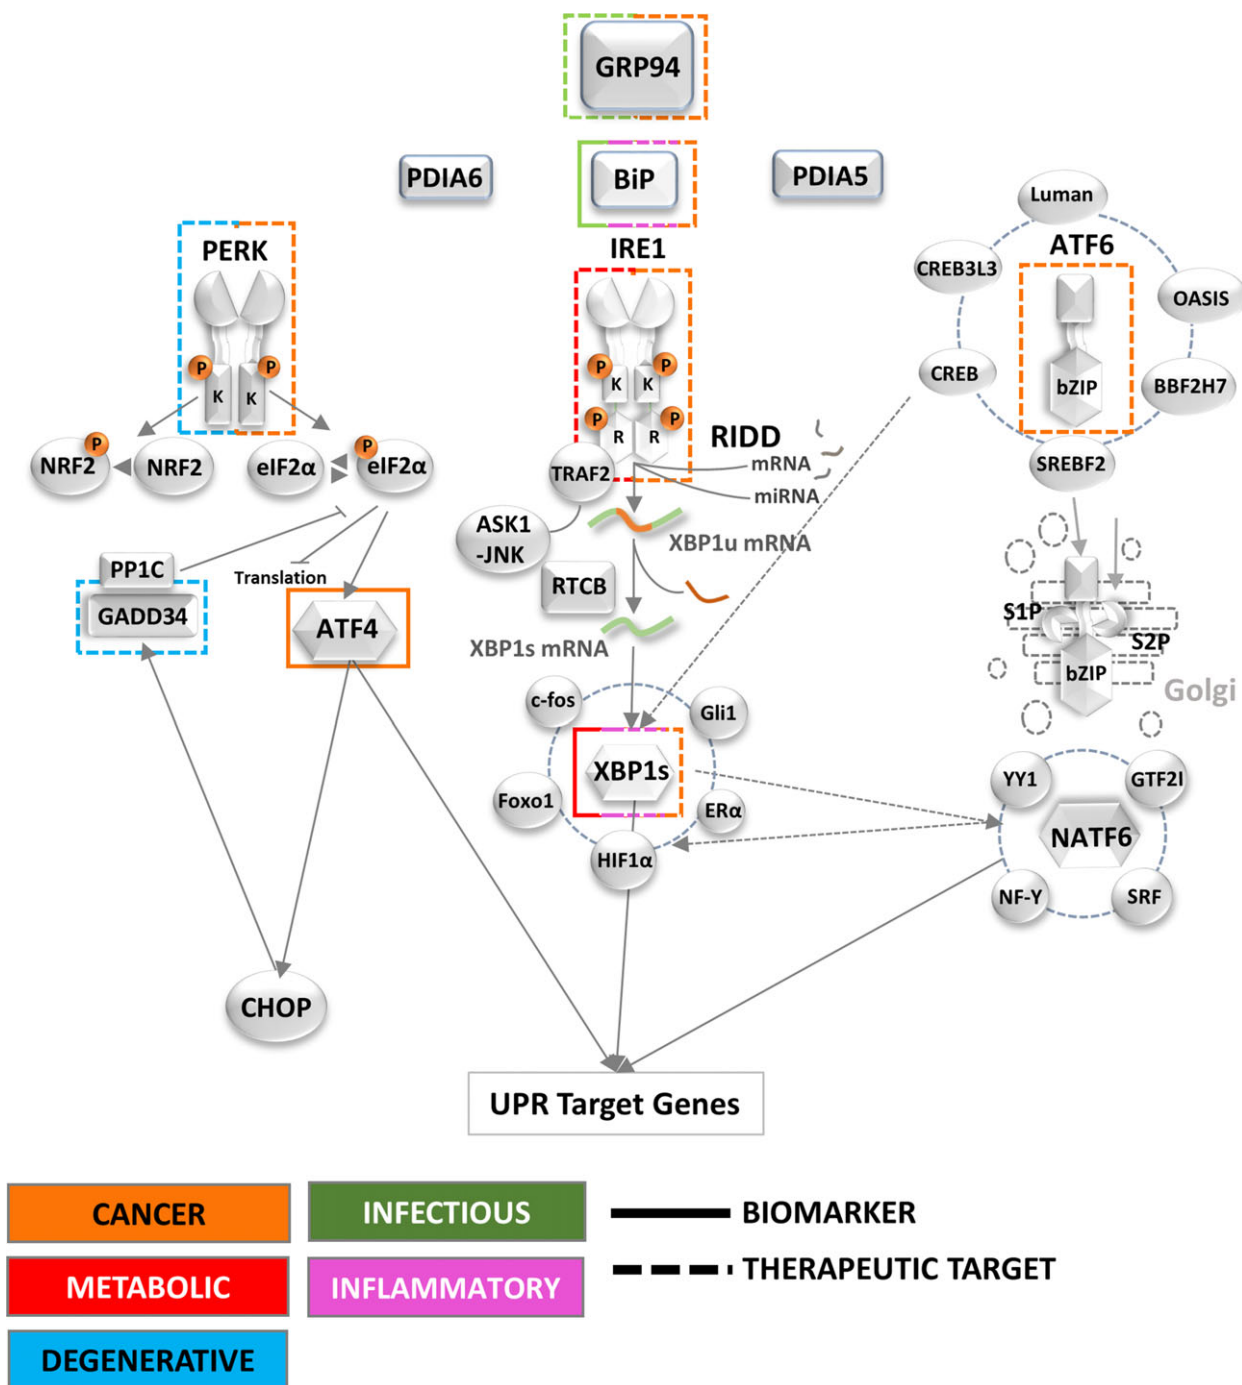 GRP94
PDIA6
BiP
PDIA5
PERK
IRE1
Luman
ATF6
CREB3L3
OASIS
CREB
bZIP
BBF2H7
SREBF2
P
P
K
K
NRF2
P
NRF2
eIF2α
P
eIF2α
P
P
K
K
P
P
R
R
RIDD
TRAF2
mRNA
miRNA
ASK1
-JNK
XBP1u mRNA
RTCB
XBP1s mRNA
PP1C
GADD34
Translation
ATF4
S1P
S2P
bZIP
Golgi
c-fos
Gli1
XBP1s
Foxo1
ERα
HIF1α
YY1
GTF2I
NATF6
NF-Y
SRF
CHOP
UPR Target Genes
CANCER
INFECTIOUS
BIOMARKER
METABOLIC
INFLAMMATORY
THERAPEUTIC TARGET
DEGENERATIVE